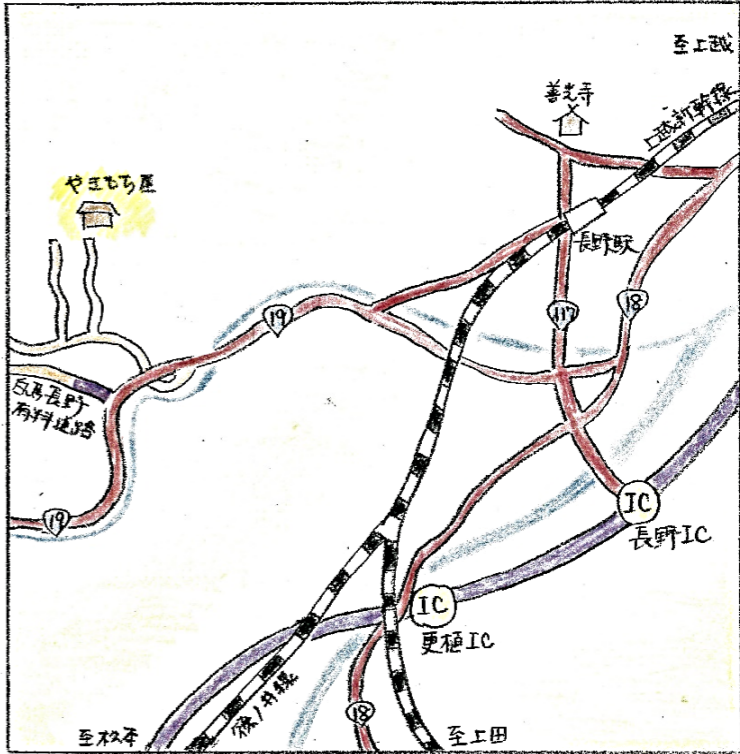 至上越
善光寺
上越新幹線
やきもち屋
長野駅
19
117
18
白馬長野
有料道路
19
IC
長野IC
IC
更植IC
篠ノ井線
18
至松本
至上田